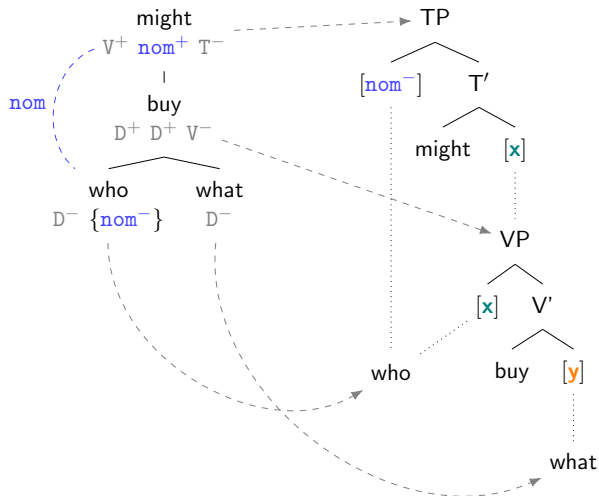 might TP
V⁺ nom⁺ T⁻
nom [nom⁻] T′
buy
D⁺ D⁺ V⁻ might [x]
who what
D⁻ {nom⁻} D⁻
VP
[x] V'
who buy [y]
what